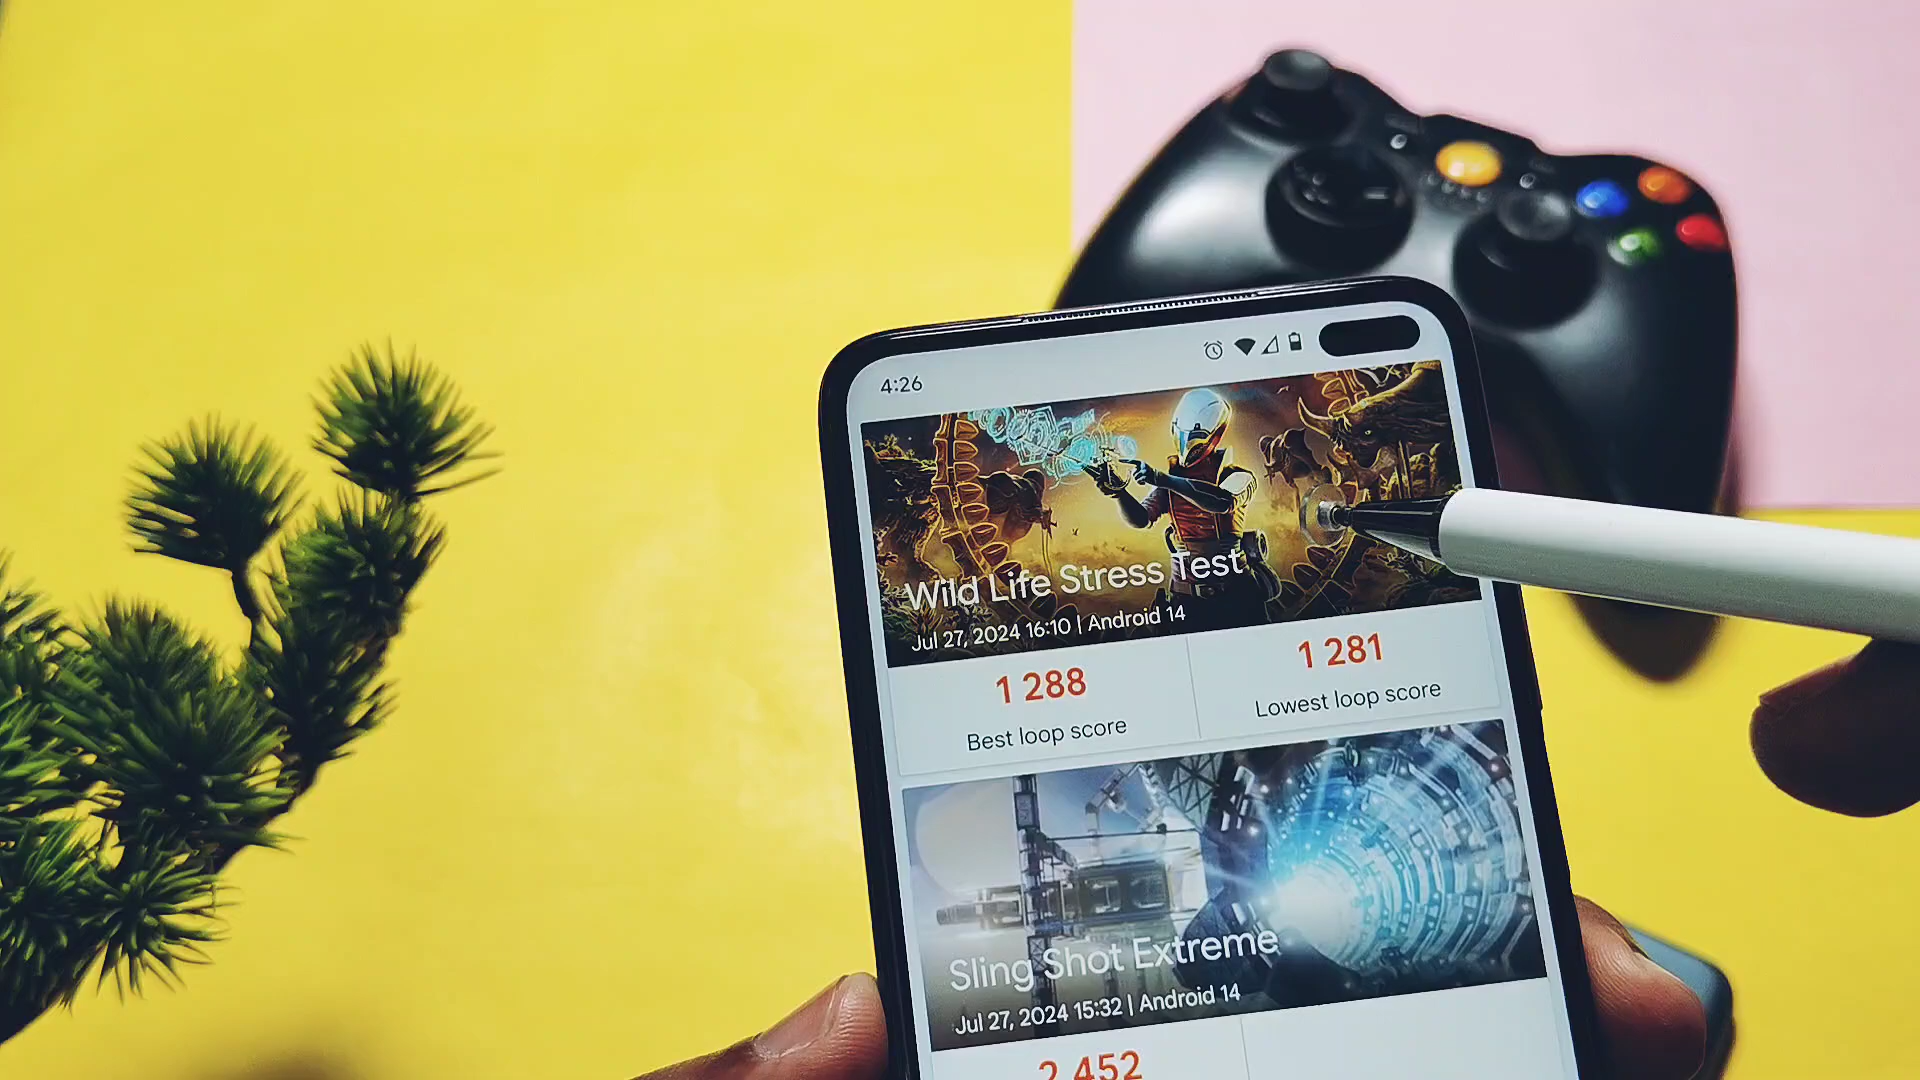 4:26
Wild Life Stress Test
Jul 27, 2024 16:10 | Android 14
1 288
1 281
Best loop score
Lowest loop score
Sling Shot Extreme
Jul 27, 2024 15:32 | Android 14
2 452